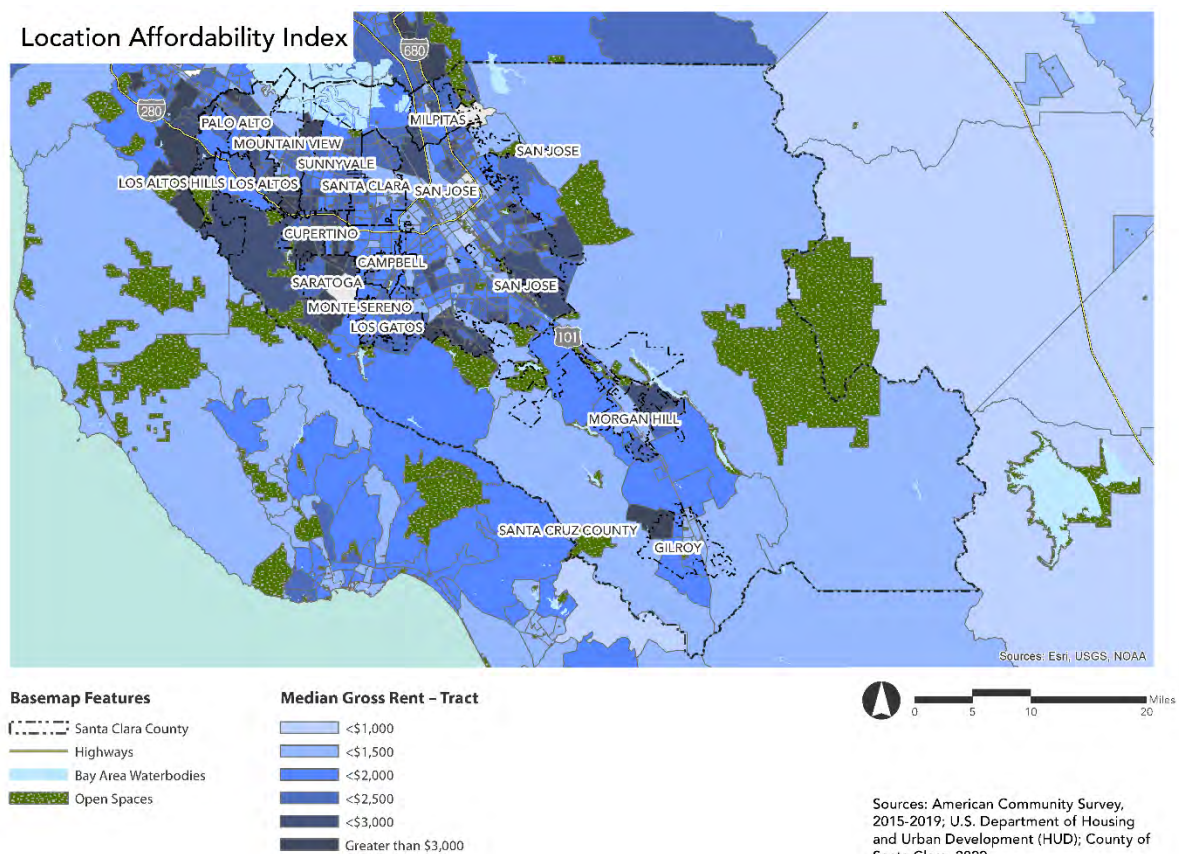 Location Affordability Index
680
280
PALO ALTO
MILPITAS
MOUNTAIN VIEW
SAN JOSE
SUNNYVALE
LOS ALTOS HILLS
LOS ALTOS
SANTA CLARA
SAN JOSE
CUPERTINO
CAMPBELL
SARATOGA
SAN JOSE
MONTE SERENO
LOS GATOS
101
MORGAN HILL
SANTA CRUZ COUNTY
GILROY
Sources: Esri, USGS, NOAA
Basemap Features
Santa Clara County
Highways
Bay Area Waterbodies
Open Spaces
Median Gross Rent – Tract
<$1,000
<$1,500
<$2,000
<$2,500
<$3,000
Greater than $3,000
Miles
0 5 10 20
Sources: American Community Survey,
2015-2019; U.S. Department of Housing
and Urban Development (HUD); County of